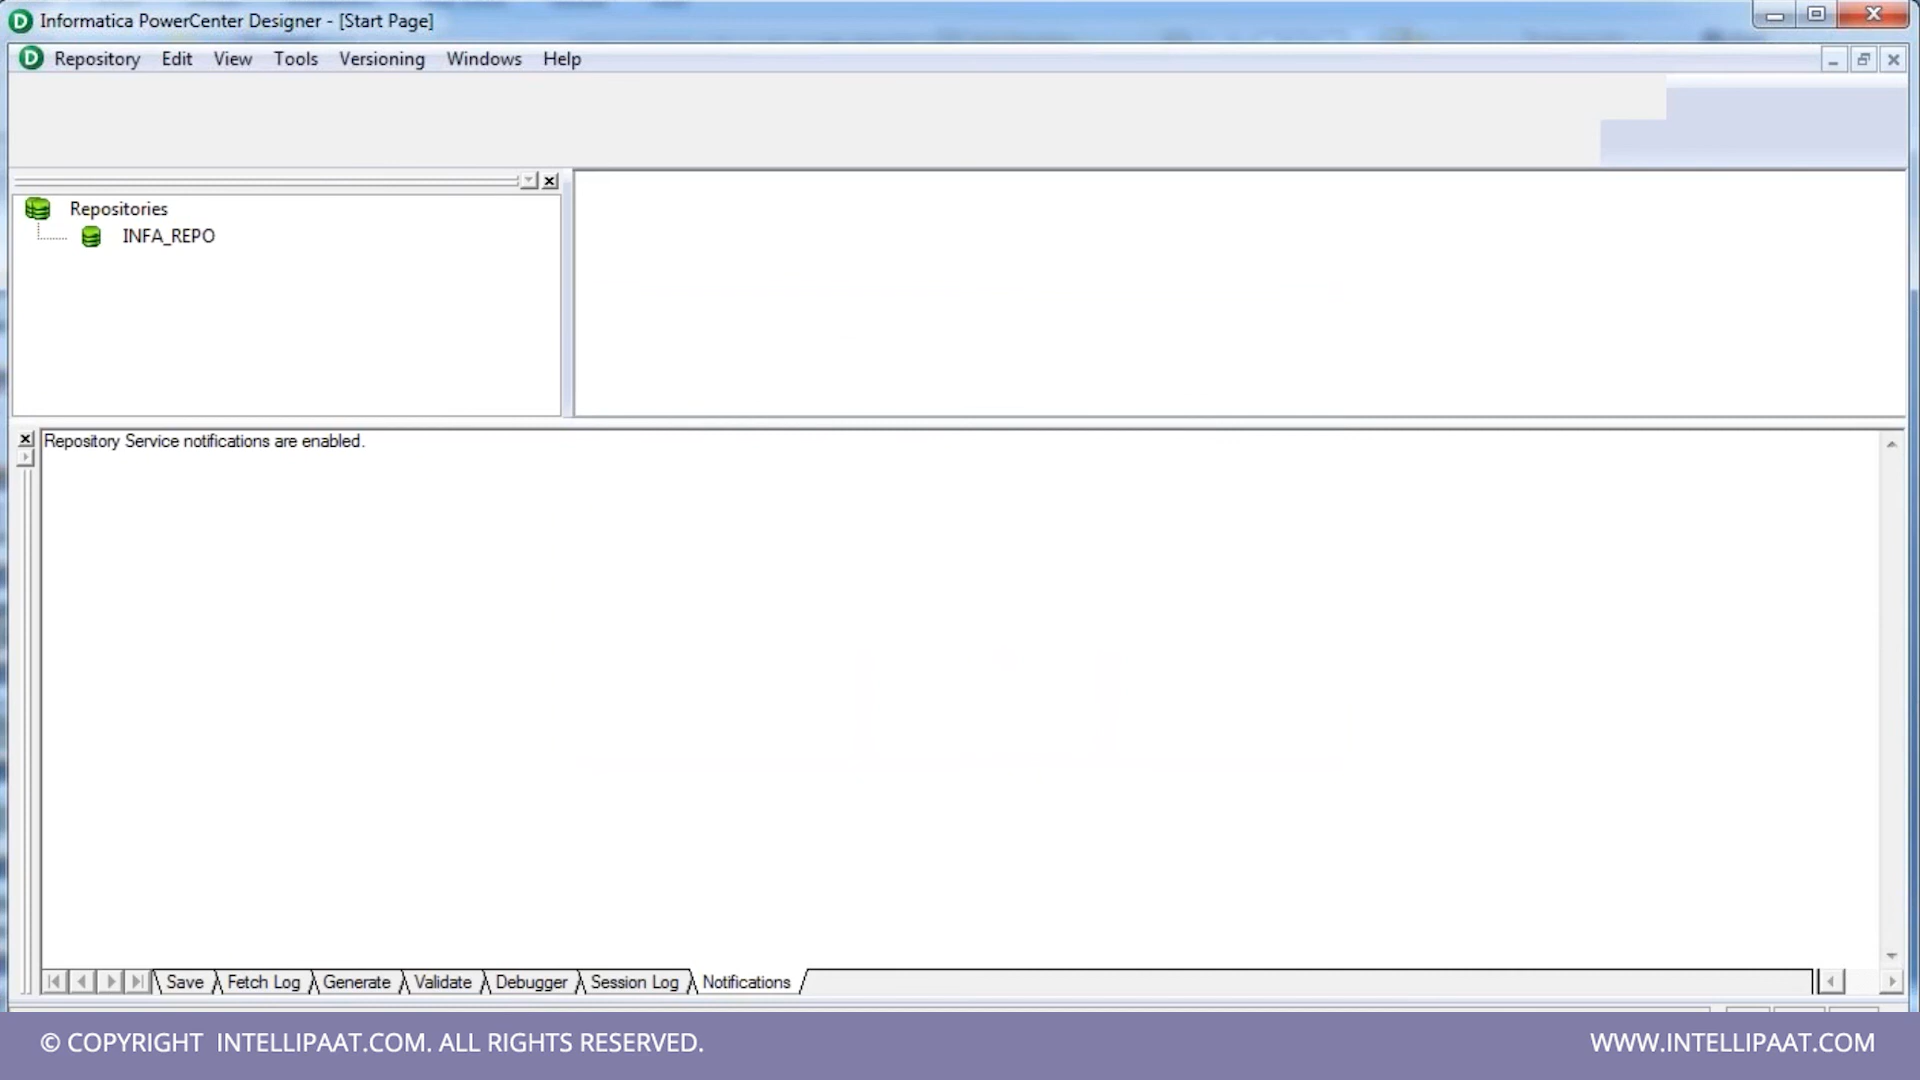 Informatica PowerCenter Designer - [Start Page]
Repository Edit View Tools Versioning Windows Help
Repositories
INFA_REPO
Repository Service notifications are enabled.
Save Fetch Log Generate Validate Debugger Session Log Notifications
© COPYRIGHT INTELLIPAAT.COM. ALL RIGHTS RESERVED. WWW.INTELLIPAAT.COM